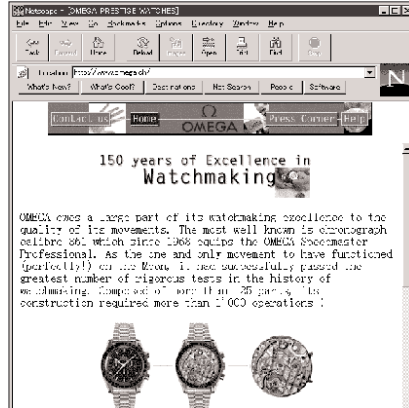 Netscape - [OMEGA PRESTIGE WATCHES]
File Edit View Go Bookmarks Options Directory Window Help
Back Forward Home Reload Images Open Print Find Stop
Location: http://www.omega.ch/
What's New? What's Cool? Destinations Net Search People Software
N
Contact us Home OMEGA Press Corner Help
150 years of Excellence in
Watchmaking
OMEGA owes a large part of its watchmaking excellence to the
quality of its movements. The most well known is chronograph
calibre 861 which since 1968 equips the OMEGA Speedmaster
Professional. As the one and only movement to have functioned
(perfectly!) on the Moon, it had successfully passed the
greatest number of rigorous tests in the history of
watchmaking. Composed of more than parts, its
construction required more than 1'000 operations !